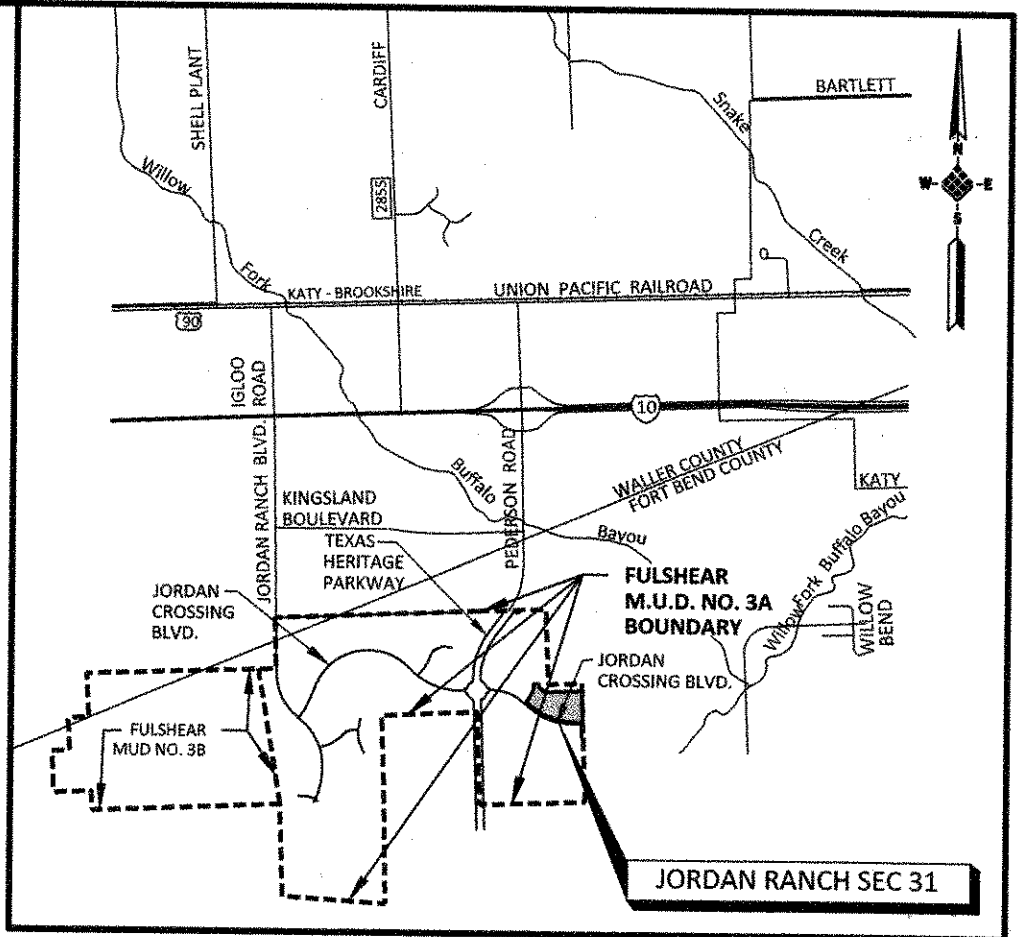 SHELL PLANT
CARDIFF
BARTLETT
Snake
Creek
Willow
Fork
2855
N
W
E
S
KATY - BROOKSHIRE
UNION PACIFIC RAILROAD
90
IGLOO
ROAD
10
PEDERSON ROAD
WALLER COUNTY
FORT BEND COUNTY
KATY
Buffalo
Bayou
JORDAN RANCH BLVD.
KINGSLAND
BOULEVARD
TEXAS
HERITAGE
PARKWAY
JORDAN
CROSSING
BLVD.
FULSHEAR
M.U.D. NO. 3A
BOUNDARY
Willow Fork Buffalo Bayou
WILLOW
BEND
JORDAN
CROSSING BLVD.
FULSHEAR
MUD NO. 3B
JORDAN RANCH SEC 31